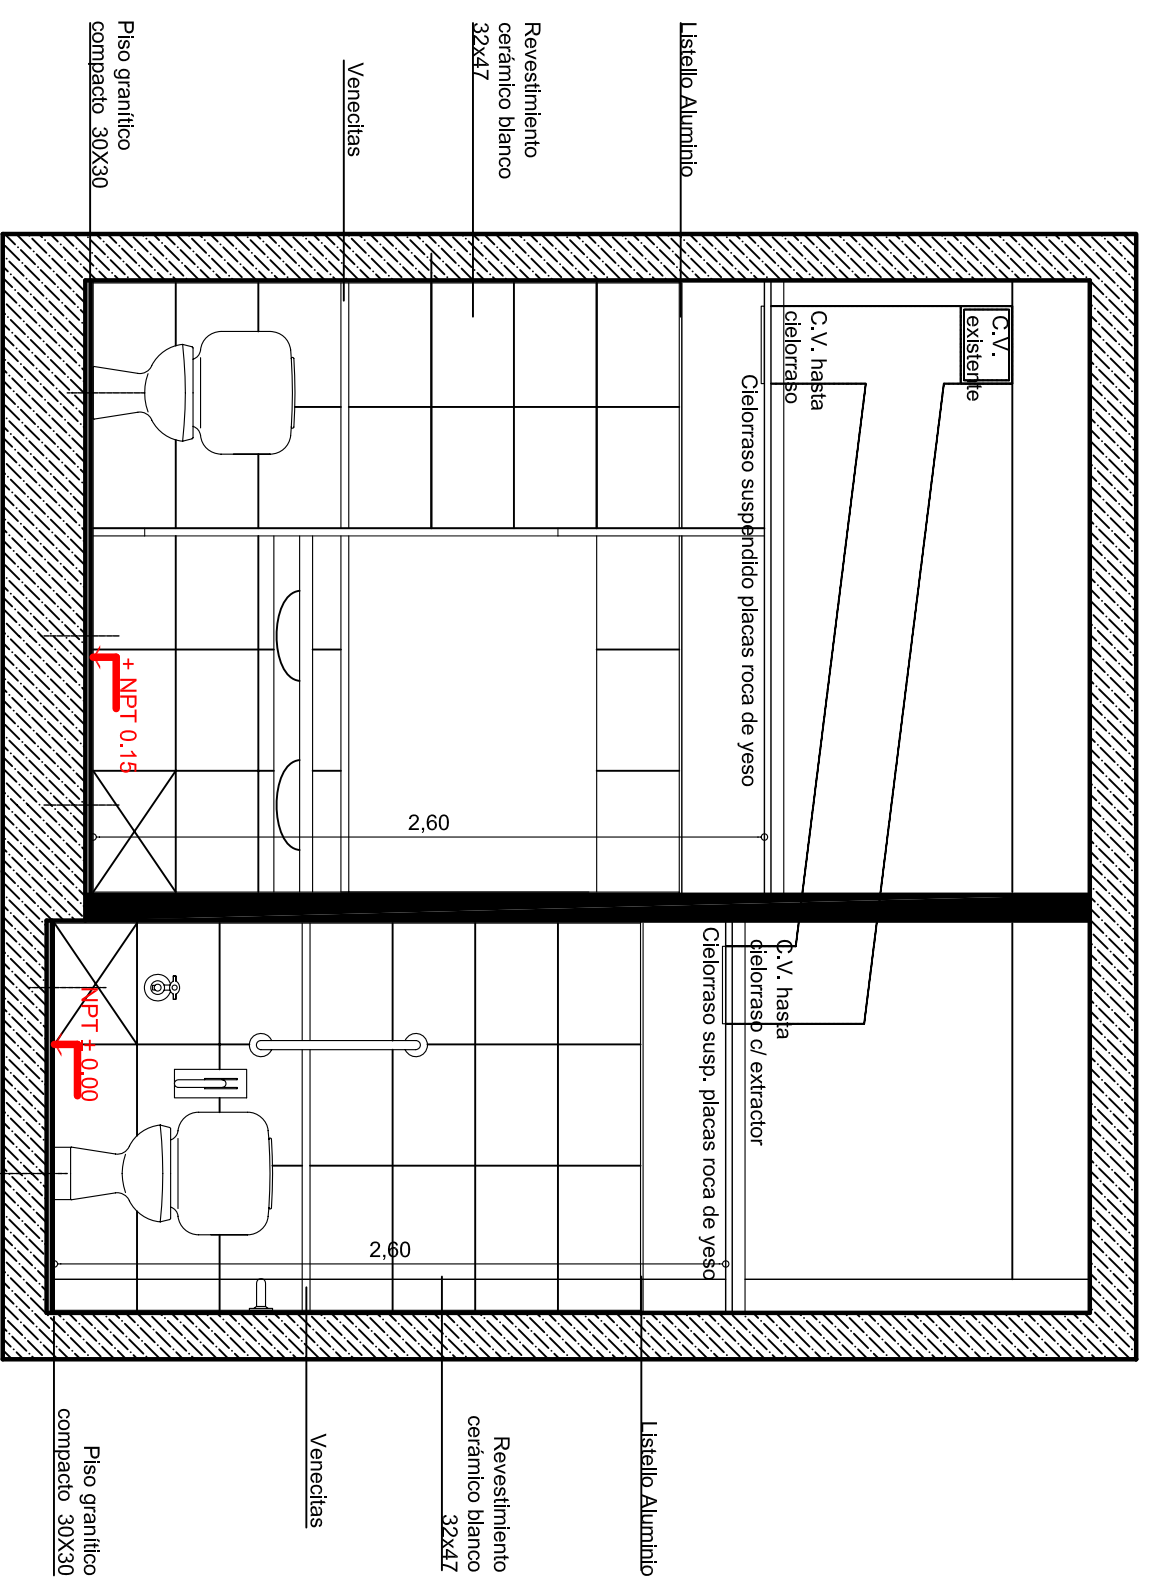 C.V.
existente
C.V. hasta
cielorraso
Cielorraso suspendido placas roca de yeso
Listello Aluminio
Revestimiento
cerámico blanco
32x47
Venecitas
Piso granítico
compacto 30X30
+ NPT 0.15
2,60
C.V. hasta
cielorraso c/ extractor
Cielorraso susp. placas roca de yeso
NPT ± 0.00
2,60
Listello Aluminio
Revestimiento
cerámico blanco
32x47
Venecitas
Piso granítico
compacto 30X30